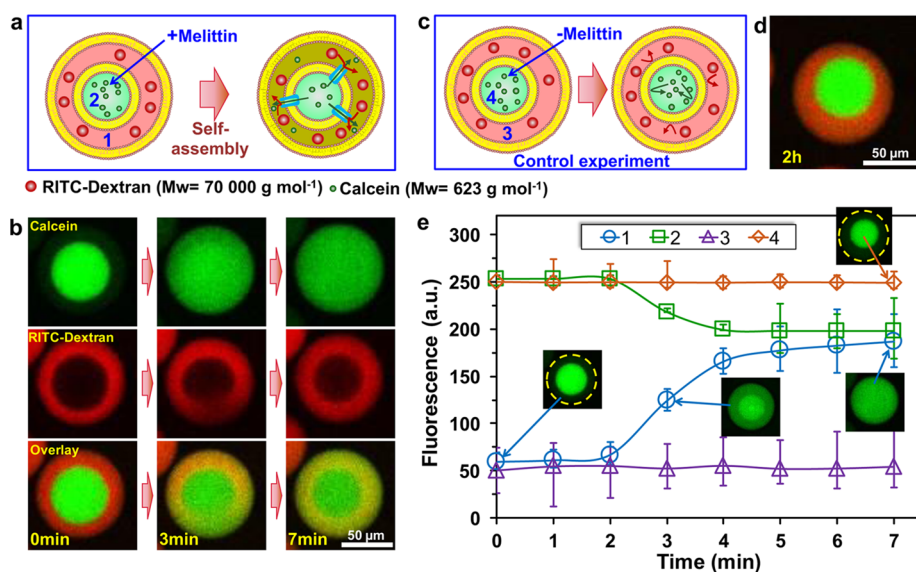 a
+Melittin
2
1
Self-
assembly
c
-Melittin
4
3
Control experiment
d
2h
50 µm
RITC-Dextran (Mw= 70 000 g mol-1)
Calcein (Mw= 623 g mol-1)
b
Calcein
RITC-Dextran
Overlay
0min
3min
7min
50 µm
e
1 2 3 4
Fluorescence (a.u.)
300
250
200
150
100
50
0
0 1 2 3 4 5 6 7
Time (min)